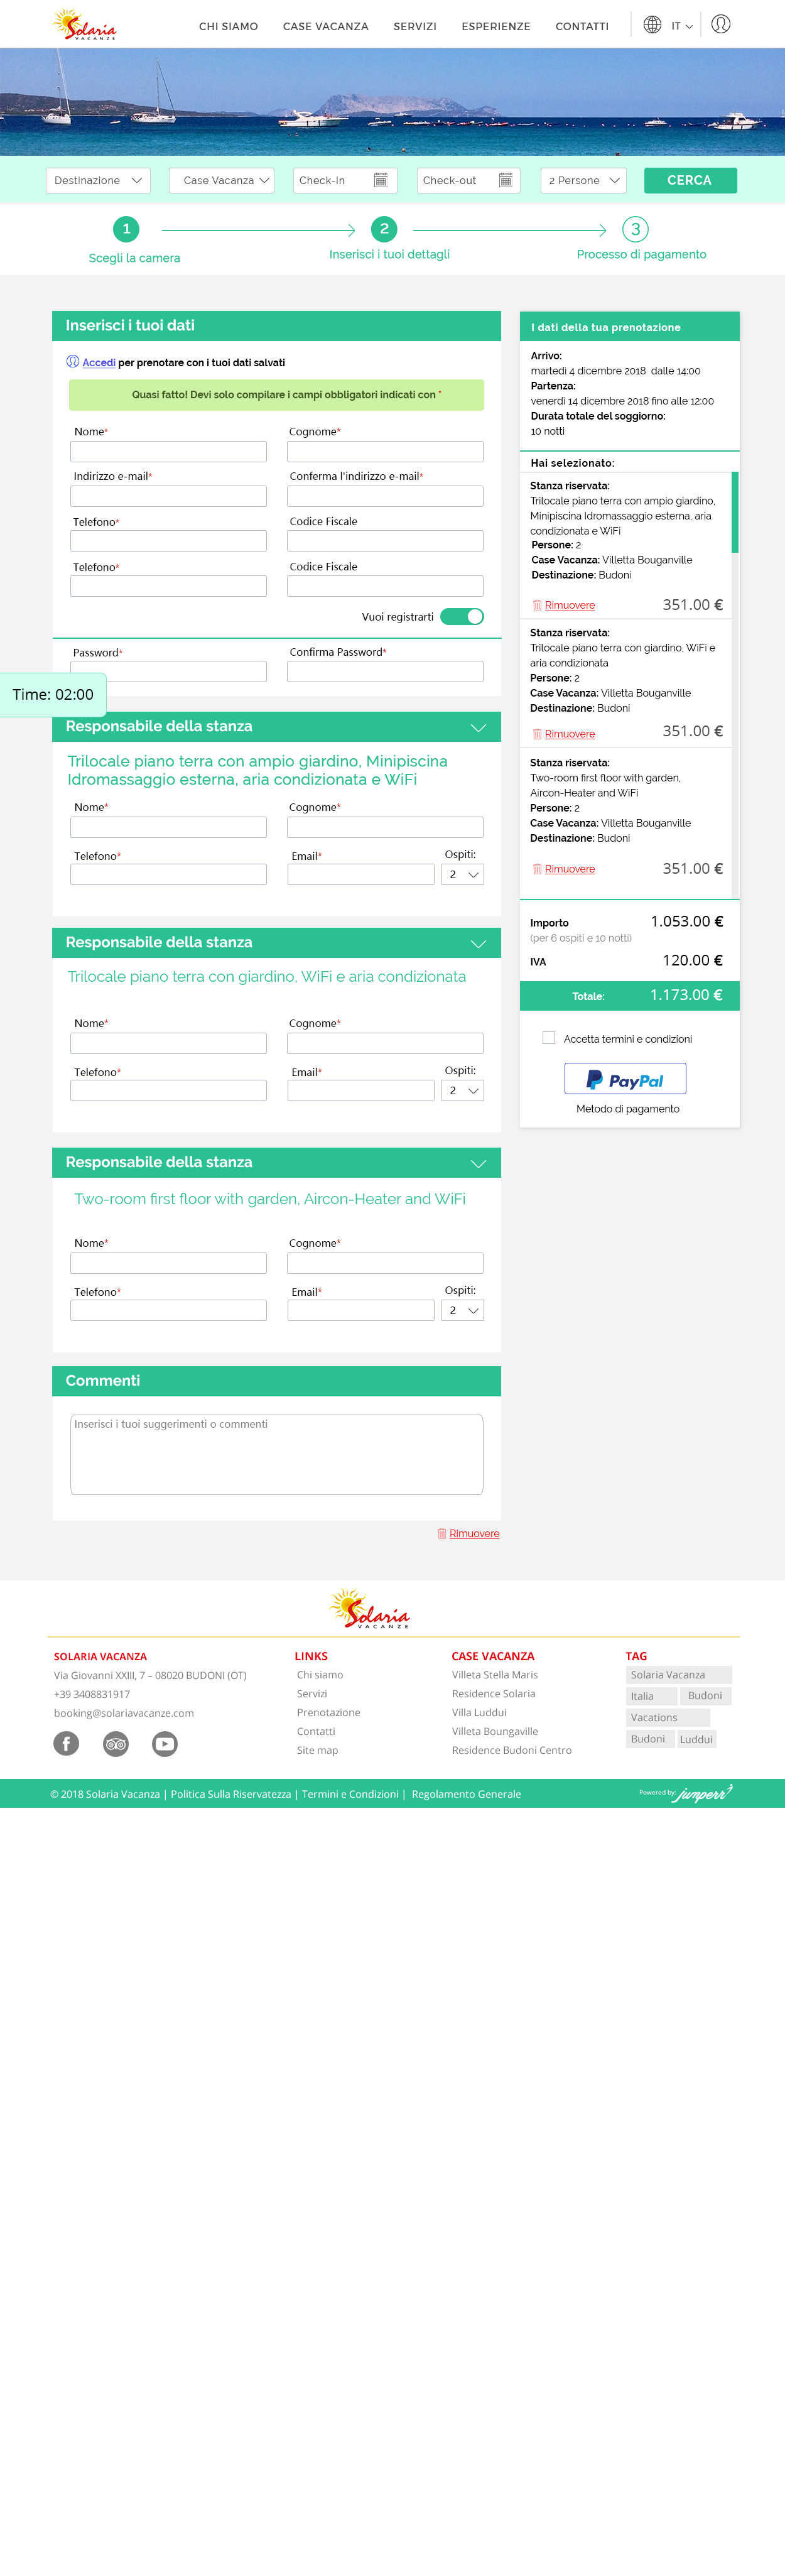 Solaria
VACANZE
CHI SIAMO
CASE VACANZA
SERVIZI
ESPERIENZE
CONTATTI
IT
Destinazione
Case Vacanza
Check-In
Check-out
2 Persone
CERCA
1
2
3
Scegli la camera
Inserisci i tuoi dettagli
Processo di pagamento
Inserisci i tuoi dati
Accedi per prenotare con i tuoi dati salvati
Quasi fatto! Devi solo compilare i campi obbligatori indicati con *
Nome*
Cognome*
Indirizzo e-mail*
Conferma l'indirizzo e-mail*
Telefono*
Codice Fiscale
Telefono*
Codice Fiscale
Vuoi registrarti
Password*
Confirma Password*
Time: 02:00
Responsabile della stanza
Trilocale piano terra con ampio giardino, Minipiscina
Idromassaggio esterna, aria condizionata e WiFi
Nome*
Cognome*
Telefono*
Email*
Ospiti:
2
Responsabile della stanza
Trilocale piano terra con giardino, WiFi e aria condizionata
Nome*
Cognome*
Telefono*
Email*
Ospiti:
2
Responsabile della stanza
Two-room first floor with garden, Aircon-Heater and WiFi
Nome*
Cognome*
Telefono*
Email*
Ospiti:
2
Commenti
Inserisci i tuoi suggerimenti o commenti
Rimuovere
I dati della tua prenotazione
Arrivo:
martedì 4 dicembre 2018  dalle 14:00
Partenza:
venerdì 14 dicembre 2018 fino alle 12:00
Durata totale del soggiorno:
10 notti
Hai selezionato:
Stanza riservata:
Trilocale piano terra con ampio giardino,
Minipiscina Idromassaggio esterna, aria
condizionata e WiFi
Persone: 2
Case Vacanza: Villetta Bouganville
Destinazione: Budoni
Rimuovere
351.00 €
Stanza riservata:
Trilocale piano terra con giardino, WiFi e
aria condizionata
Persone: 2
Case Vacanza: Villetta Bouganville
Destinazione: Budoni
Rimuovere
351.00 €
Stanza riservata:
Two-room first floor with garden,
Aircon-Heater and WiFi
Persone: 2
Case Vacanza: Villetta Bouganville
Destinazione: Budoni
Rimuovere
351.00 €
Importo
1.053.00 €
(per 6 ospiti e 10 notti)
IVA
120.00 €
Totale:
1.173.00 €
Accetta termini e condizioni
PayPal
Metodo di pagamento
Solaria
VACANZE
SOLARIA VACANZA
Via Giovanni XXIII, 7 – 08020 BUDONI (OT)
+39 3408831917
booking@solariavacanze.com
LINKS
Chi siamo
Servizi
Prenotazione
Contatti
Site map
CASE VACANZA
Villeta Stella Maris
Residence Solaria
Villa Luddui
Villeta Boungaville
Residence Budoni Centro
TAG
Solaria Vacanza
Italia
Budoni
Vacations
Budoni
Luddui
© 2018 Solaria Vacanza | Politica Sulla Riservatezza | Termini e Condizioni |  Regolamento Generale
Powered by:
jumperr